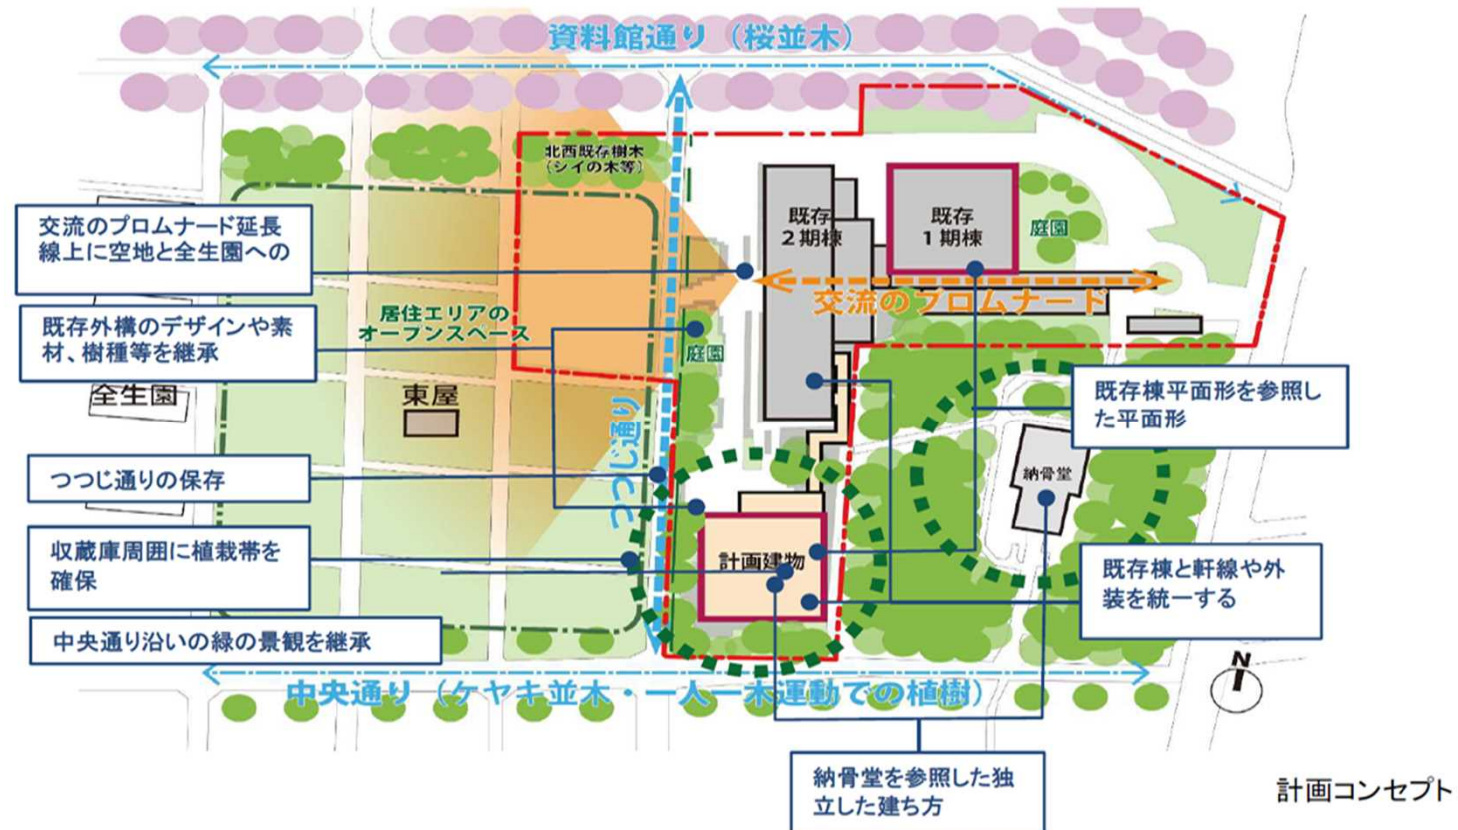 資料館通り（桜並木）
北西既存樹木
（シイの木等）
交流のプロムナード延長
線上に空地と全生園への
既存
２期棟
既存
１期棟
庭園
交流のプロムナード
居住エリアの
オープンスペース
既存外構のデザインや素
材、樹種等を継承
庭園
全生園
東屋
つつじ通り
既存棟平面形を参照し
た平面形
納骨堂
つつじ通りの保存
収蔵庫周囲に植栽帯を
確保
計画建物
既存棟と軒線や外
装を統一する
中央通り沿いの緑の景観を継承
N
中央通り（ケヤキ並木・一人一木運動での植樹）
納骨堂を参照した独
立した建ち方
計画コンセプト